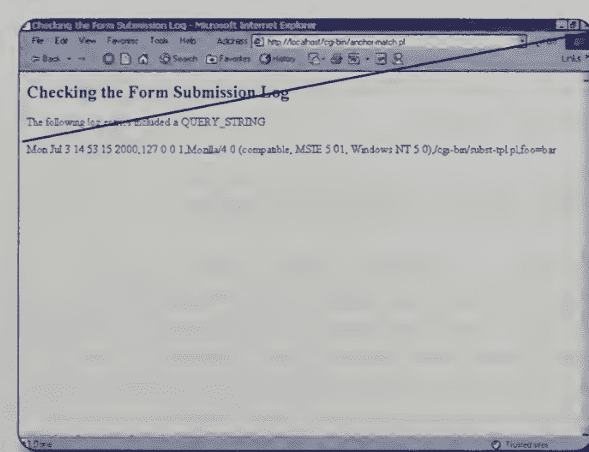 Checking the Form Submission Log - Microsoft Internet Explorer
File Edit View Favorites Tools Help Address http://localhost/cgi-bin/anchor-match.pl
Back Search Favorites History Links
Checking the Form Submission Log
The following log entries included a QUERY_STRING
Mon Jul 3 14 53 15 2000,127 0 0 1,Mozilla/4 0 (compatible, MSIE 5 01, Windows NT 5 0),/cgi-bin/subst-tpl pl,foo=bar
Done Trusted sites